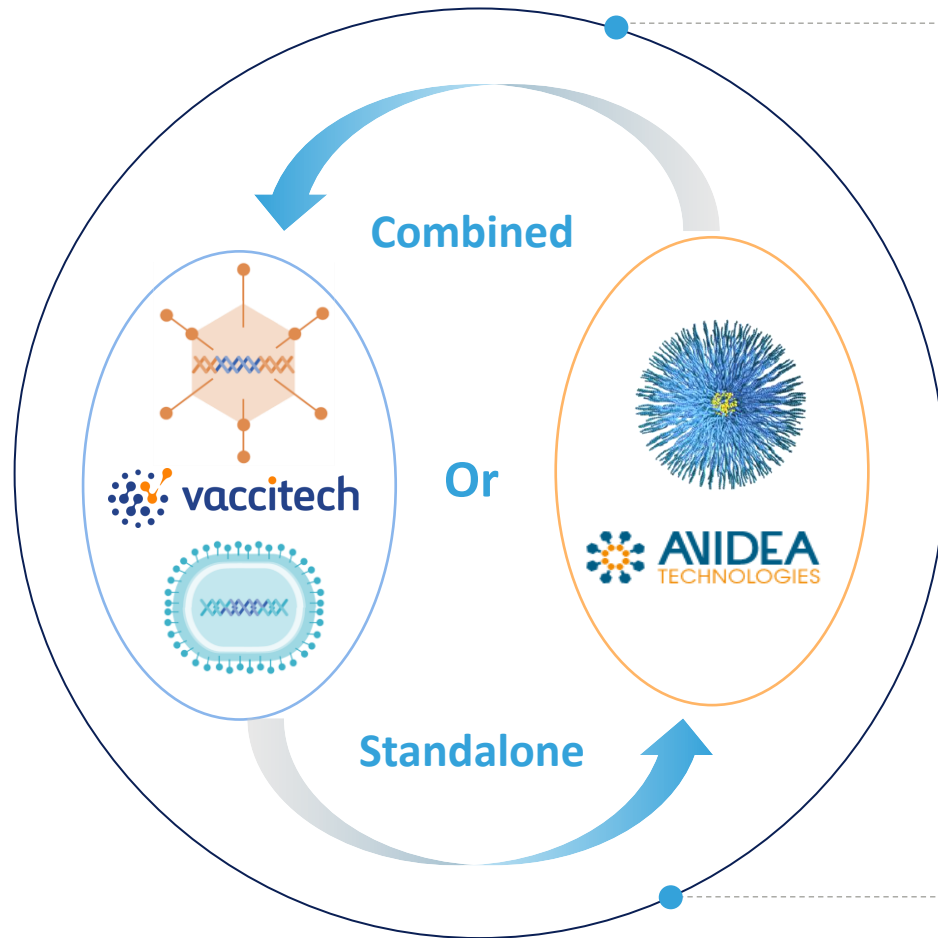 Combined
vaccitech
Or
AVIDEA
TECHNOLOGIES
Standalone